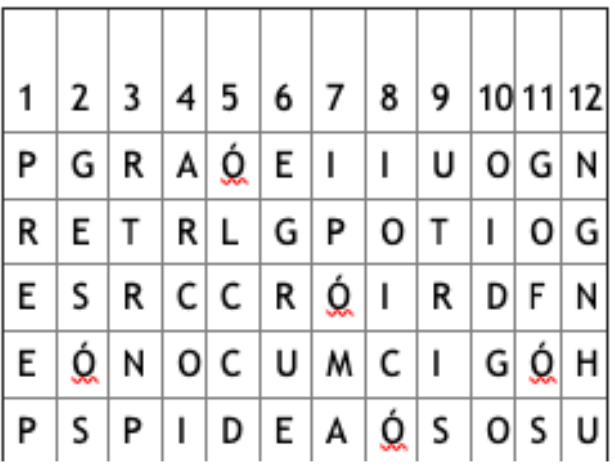 1 2 3 4 5 6 7 8 9 10 11 12
P G R A Ó E I I U O G N
R E T R L G P O T I O G
E S R C C R Ó I R D F N
E Ó N O C U M C I G Ó H
P S P I D E A Ó S O S U